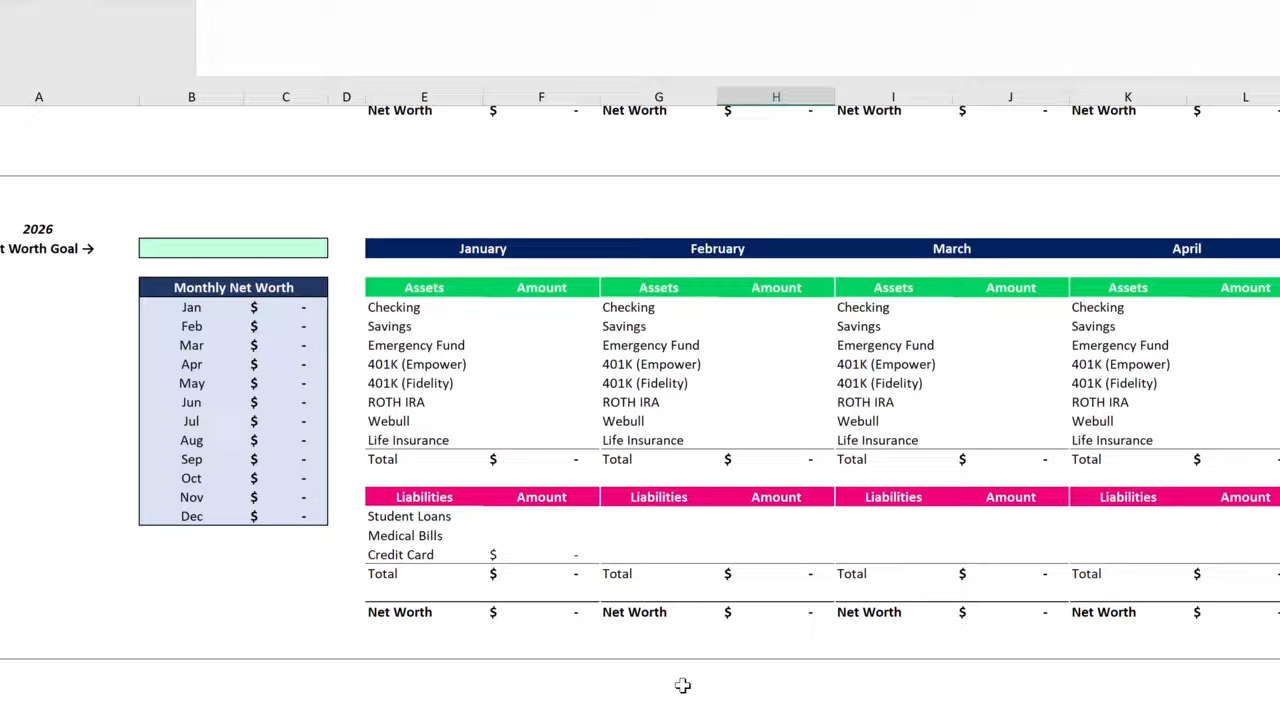 A B C D E F G H I J K L
Net Worth $ - Net Worth $ - Net Worth $ - Net Worth $ -
2026
t Worth Goal → January February March April
Monthly Net Worth Assets Amount Assets Amount Assets Amount Assets Amount
Jan $ - Checking Checking Checking Checking
Feb $ - Savings Savings Savings Savings
Mar $ - Emergency Fund Emergency Fund Emergency Fund Emergency Fund
Apr $ - 401K (Empower) 401K (Empower) 401K (Empower) 401K (Empower)
May $ - 401K (Fidelity) 401K (Fidelity) 401K (Fidelity) 401K (Fidelity)
Jun $ - ROTH IRA ROTH IRA ROTH IRA ROTH IRA
Jul $ - Webull Webull Webull Webull
Aug $ - Life Insurance Life Insurance Life Insurance Life Insurance
Sep $ - Total $ - Total $ - Total $ - Total $ -
Oct $ -
Nov $ - Liabilities Amount Liabilities Amount Liabilities Amount Liabilities Amount
Dec $ - Student Loans
Medical Bills
Credit Card $ -
Total $ - Total $ - Total $ - Total $ -
Net Worth $ - Net Worth $ - Net Worth $ - Net Worth $ -